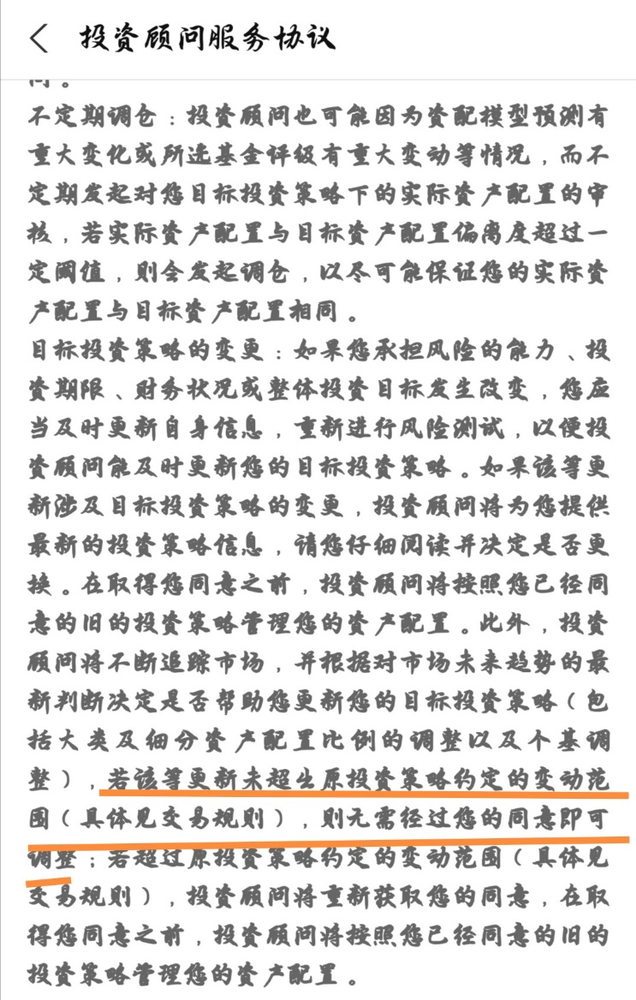 投资顾问服务协议
同。
不定期调仓：投资顾问也可能因为资配模型预测有
重大变化或所选基金评级有重大变动等情况，而不
定期发起对您目标投资策略下的实际资产配置的审
核，若实际资产配置与目标资产配置偏离度超过一
定阈值，则会发起调仓，以尽可能保证您的实际资
产配置与目标资产配置相同。
目标投资策略的变更：如果您承担风险的能力、投
资期限、财务状况或整体投资目标发生改变，您应
当及时更新自身信息，重新进行风险测试，以便投
资顾问能及时更新您的目标投资策略。如果该等更
新涉及目标投资策略的变更，投资顾问将为您提供
最新的投资策略信息，请您仔细阅读并决定是否更
换。在取得您同意之前，投资顾问将按照您已经同
意的旧的投资策略管理您的资产配置。此外，投资
顾问将不断追踪市场，并根据对市场未来趋势的最
新判断决定是否帮助您更新您的目标投资策略（包
括大类及细分资产配置比例的调整以及个基调
整），若该等更新未超出原投资策略约定的变动范
围（具体见交易规则），则无需经过您的同意即可
调整；若超过原投资策略约定的变动范围（具体见
交易规则），投资顾问将重新获取您的同意，在取
得您同意之前，投资顾问将按照您已经同意的旧的
投资策略管理您的资产配置。